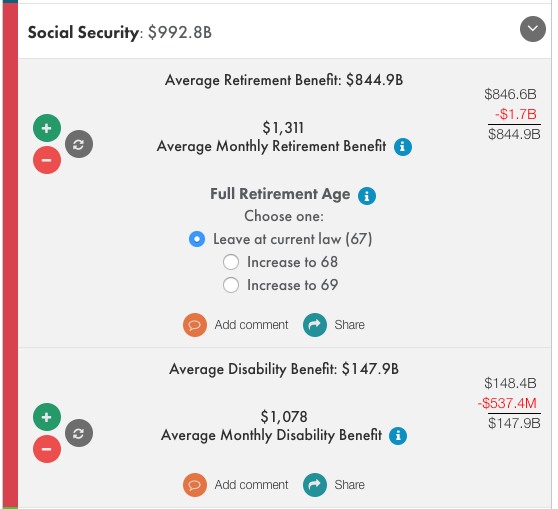 Social Security: $992.8B
Average Retirement Benefit: $844.9B
$846.6B
-$1.7B
$844.9B
$1,311
Average Monthly Retirement Benefit
Full Retirement Age
Choose one:
Leave at current law (67)
Increase to 68
Increase to 69
Add comment Share
Average Disability Benefit: $147.9B
$148.4B
-$537.4M
$147.9B
$1,078
Average Monthly Disability Benefit
Add comment Share